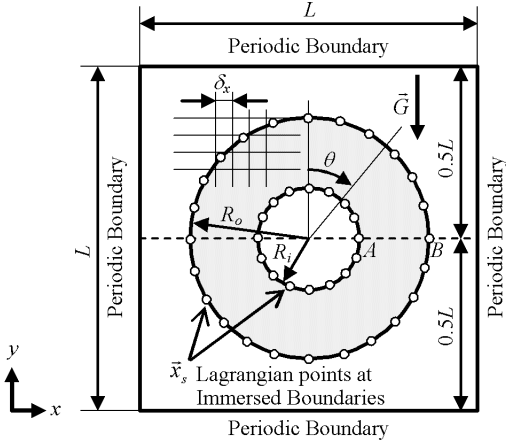 L
Periodic Boundary
δx
G
θ
0.5L
Periodic Boundary
L
Ro
Ri
A
B
Periodic Boundary
0.5L
xs
Lagrangian points at
Immersed Boundaries
y
x
Periodic Boundary